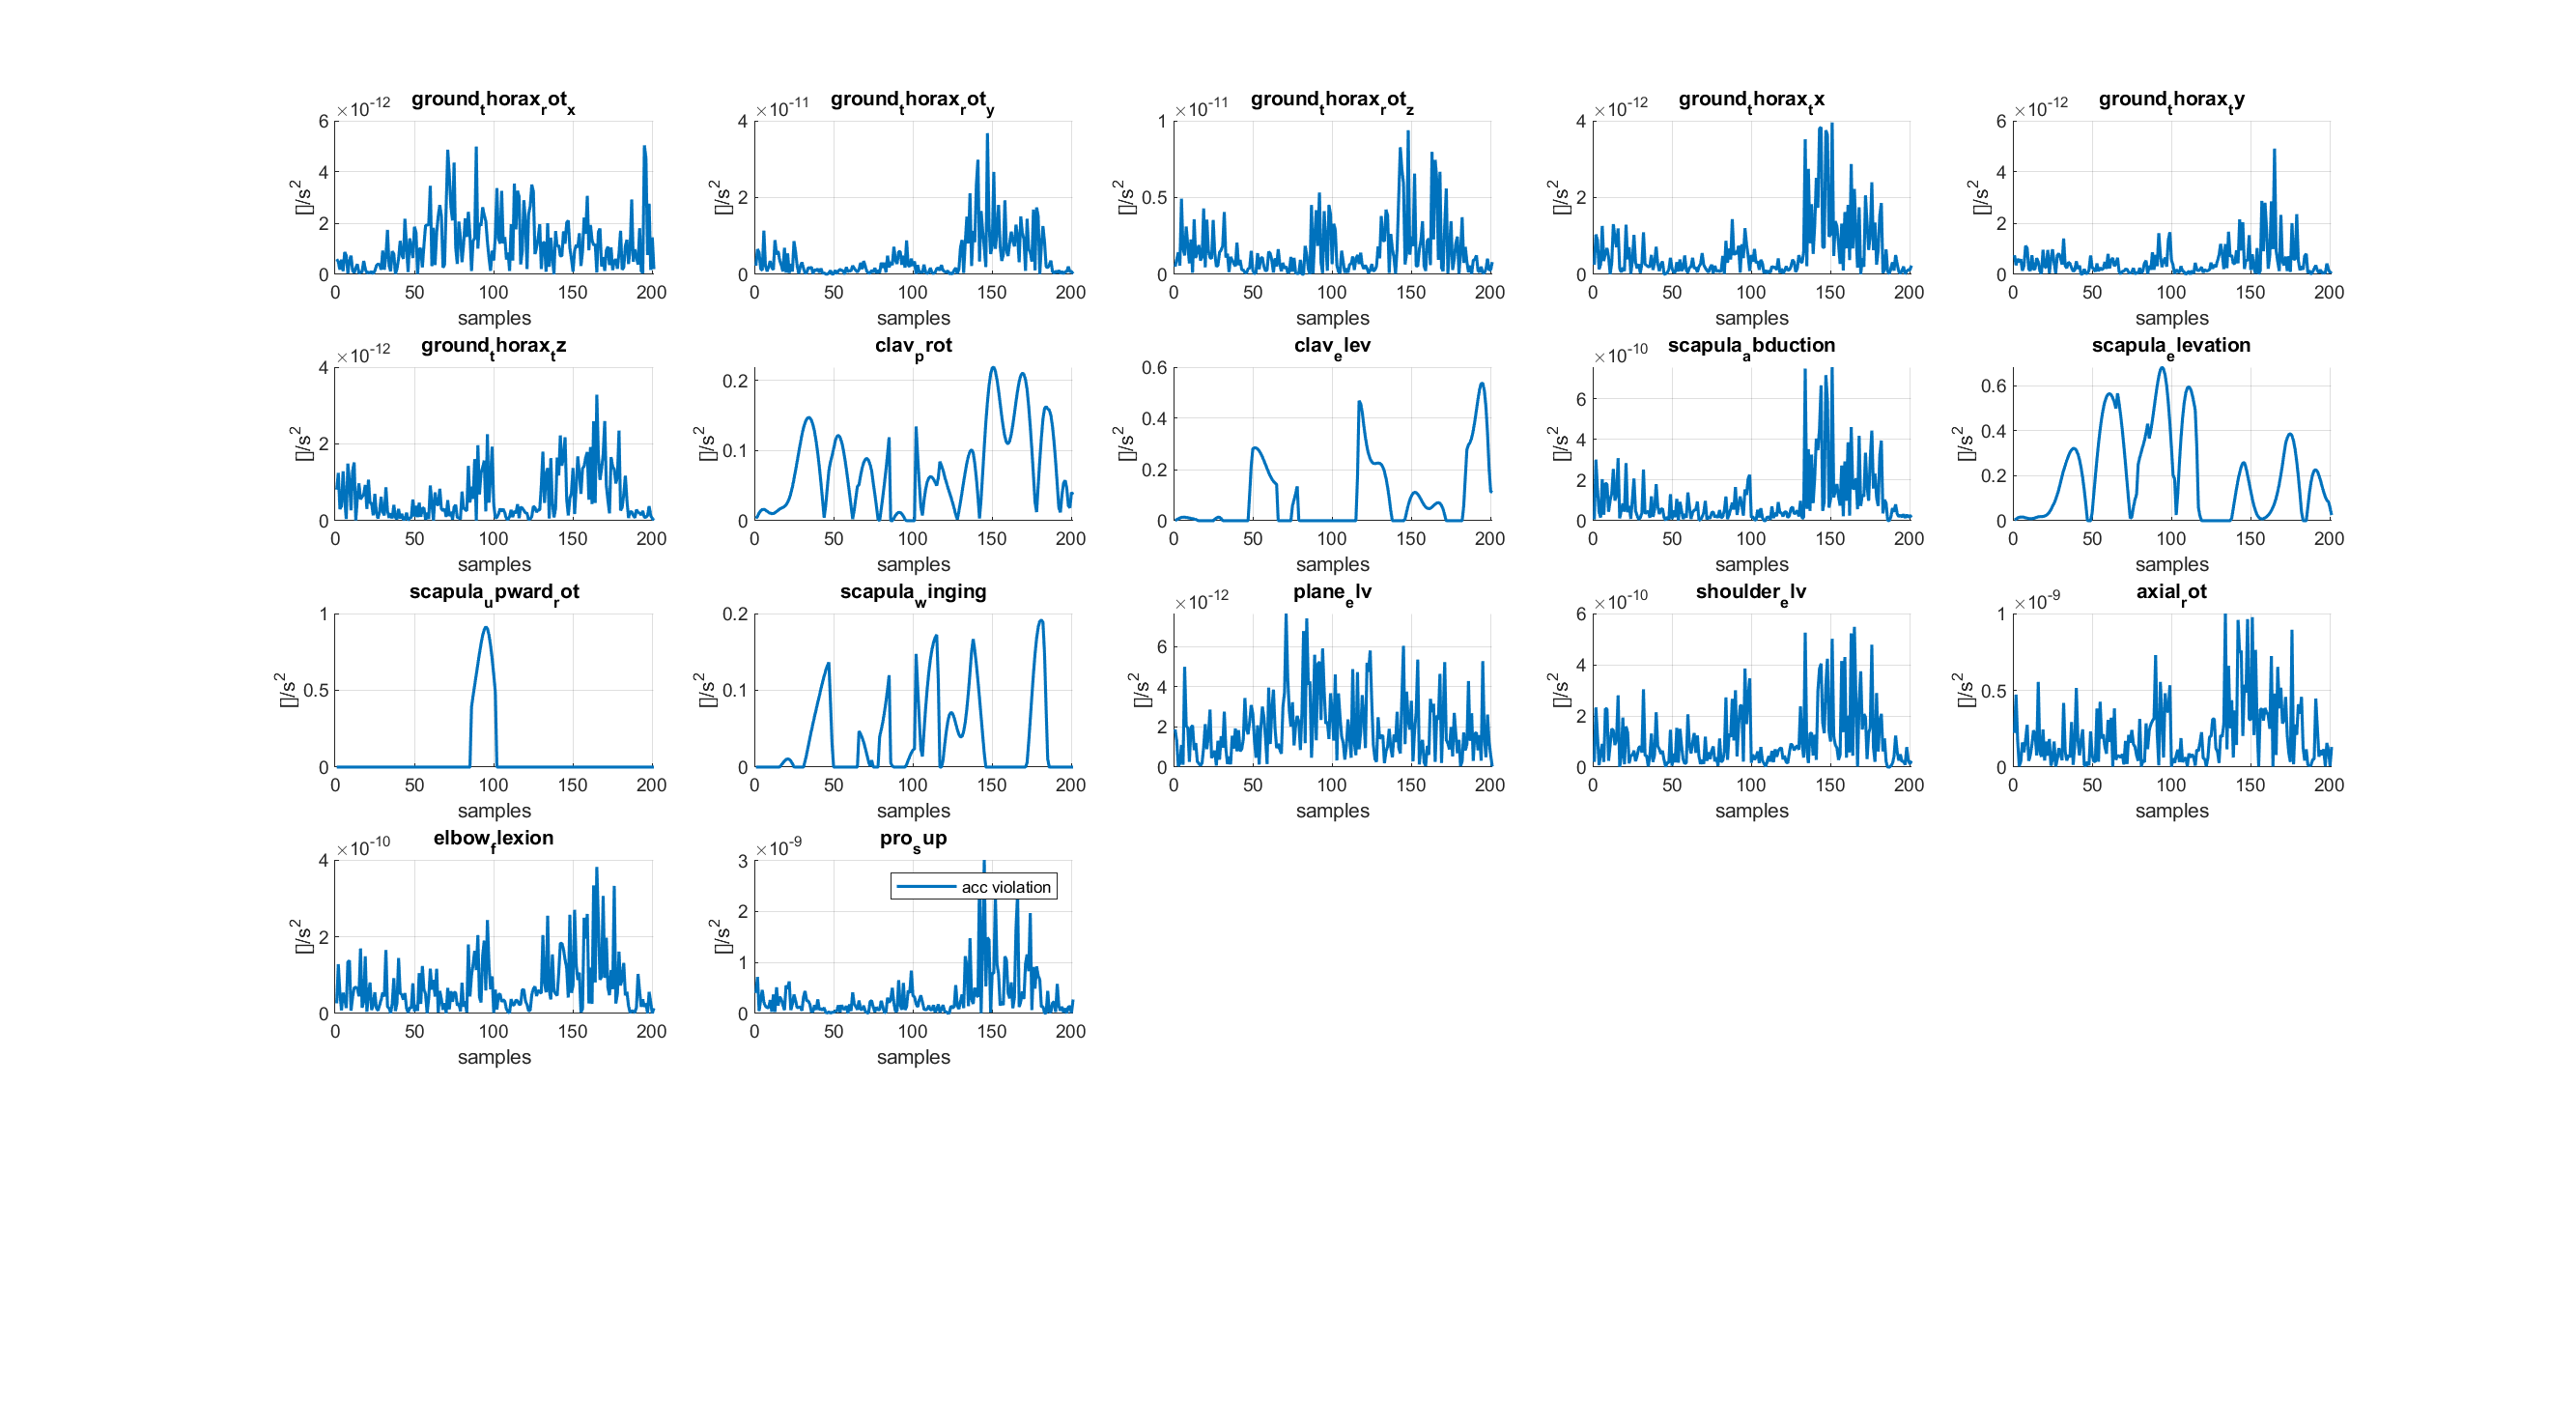 ground_thorax_rot_x
×10^-12
[]/s^2
6
4
2
0
0 50 100 150 200
samples
ground_thorax_rot_y
×10^-11
[]/s^2
4
2
0
0 50 100 150 200
samples
ground_thorax_rot_z
×10^-11
[]/s^2
1
0.5
0
0 50 100 150 200
samples
ground_thorax_tx
×10^-12
[]/s^2
4
2
0
0 50 100 150 200
samples
ground_thorax_ty
×10^-12
[]/s^2
6
4
2
0
0 50 100 150 200
samples
ground_thorax_tz
×10^-12
[]/s^2
4
2
0
0 50 100 150 200
samples
clav_prot
[]/s^2
0.2
0.1
0
0 50 100 150 200
samples
clav_elev
[]/s^2
0.6
0.4
0.2
0
0 50 100 150 200
samples
scapula_abduction
×10^-10
[]/s^2
6
4
2
0
0 50 100 150 200
samples
scapula_elevation
[]/s^2
0.6
0.4
0.2
0
0 50 100 150 200
samples
scapula_upward_rot
[]/s^2
1
0.5
0
0 50 100 150 200
samples
scapula_winging
[]/s^2
0.2
0.1
0
0 50 100 150 200
samples
plane_elv
×10^-12
[]/s^2
6
4
2
0
0 50 100 150 200
samples
shoulder_elv
×10^-10
[]/s^2
6
4
2
0
0 50 100 150 200
samples
axial_rot
×10^-9
[]/s^2
1
0.5
0
0 50 100 150 200
samples
elbow_flexion
×10^-10
[]/s^2
4
2
0
0 50 100 150 200
samples
pro_sup
×10^-9
[]/s^2
3
2
1
0
acc violation
0 50 100 150 200
samples